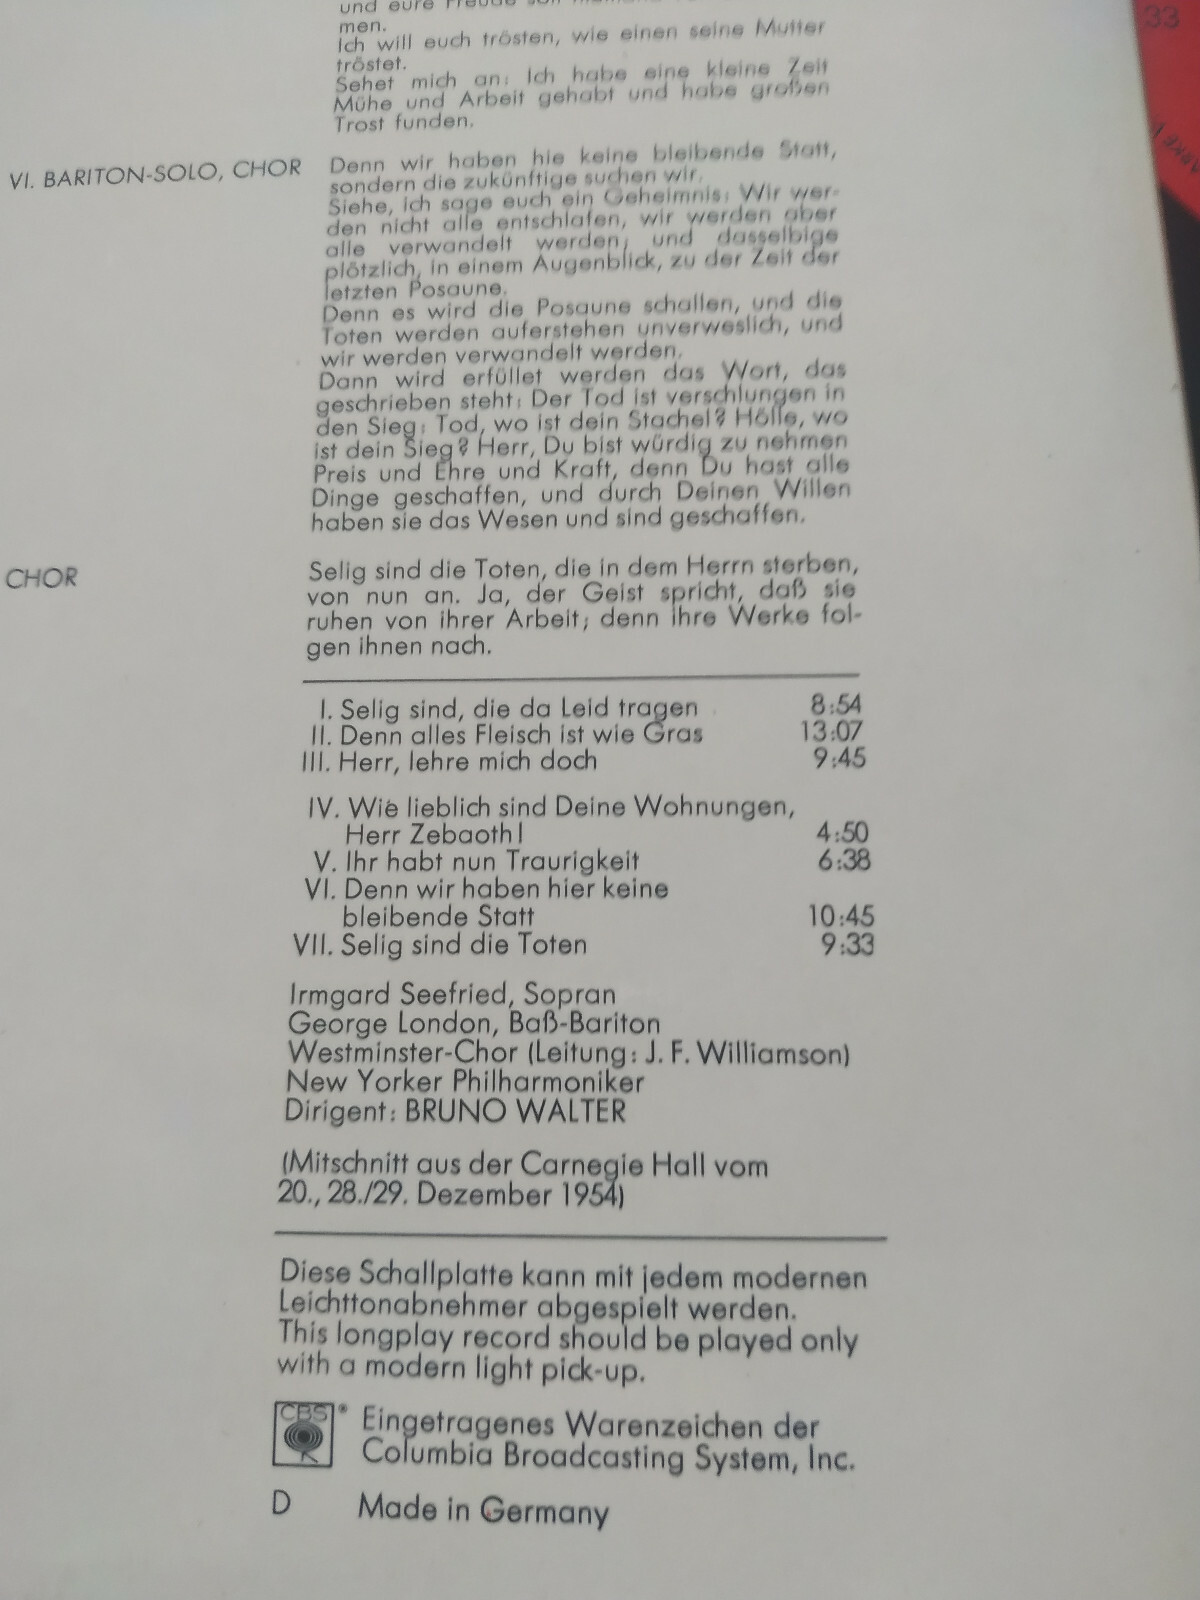 33
und eure Freude soll
men.
Ich will euch trösten, wie einen seine Mutter
tröstet.
Sehet mich an: Ich habe eine kleine Zeit
Mühe und Arbeit gehabt und habe großen
Trost funden.
VI. BARITON-SOLO, CHOR
Denn wir haben hie keine bleibende Statt,
sondern die zukünftige suchen wir.
Siehe, ich sage euch ein Geheimnis: Wir wer-
den nicht alle entschlafen, wir werden aber
alle verwandelt werden; und dasselbige
plötzlich, in einem Augenblick, zu der Zeit der
letzten Posaune.
Denn es wird die Posaune schallen, und die
Toten werden auferstehen unverweslich, und
wir werden verwandelt werden.
Dann wird erfüllet werden das Wort, das
geschrieben steht: Der Tod ist verschlungen in
den Sieg: Tod, wo ist dein Stachel? Hölle, wo
ist dein Sieg? Herr, Du bist würdig zu nehmen
Preis und Ehre und Kraft, denn Du hast alle
Dinge geschaffen, und durch Deinen Willen
haben sie das Wesen und sind geschaffen.
CHOR
Selig sind die Toten, die in dem Herrn sterben,
von nun an. Ja, der Geist spricht, daß sie
ruhen von ihrer Arbeit; denn ihre Werke fol-
gen ihnen nach.
I. Selig sind, die da Leid tragen 8:54
II. Denn alles Fleisch ist wie Gras 13:07
III. Herr, lehre mich doch 9:45
IV. Wie lieblich sind Deine Wohnungen,
Herr Zebaoth! 4:50
V. Ihr habt nun Traurigkeit 6:38
VI. Denn wir haben hier keine
bleibende Statt 10:45
VII. Selig sind die Toten 9:33
Irmgard Seefried, Sopran
George London, Baß-Bariton
Westminster-Chor (Leitung: J. F. Williamson)
New Yorker Philharmoniker
Dirigent: BRUNO WALTER
(Mitschnitt aus der Carnegie Hall vom
20., 28./29. Dezember 1954)
Diese Schallplatte kann mit jedem modernen
Leichttonabnehmer abgespielt werden.
This longplay record should be played only
with a modern light pick-up.
CBS ® Eingetragenes Warenzeichen der
Columbia Broadcasting System, Inc.
D Made in Germany